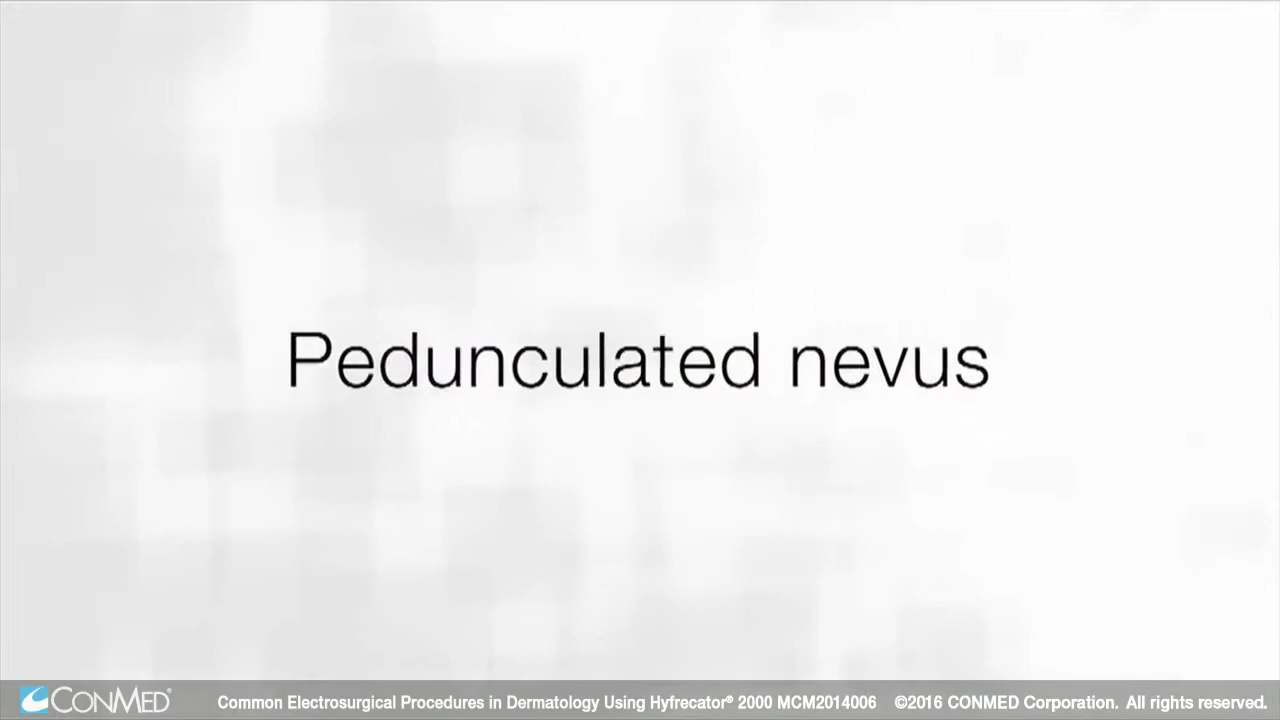 Pedunculated nevus
CONMED® Common Electrosurgical Procedures in Dermatology Using Hyfrecator® 2000 MCM2014006 ©2016 CONMED Corporation. All rights reserved.